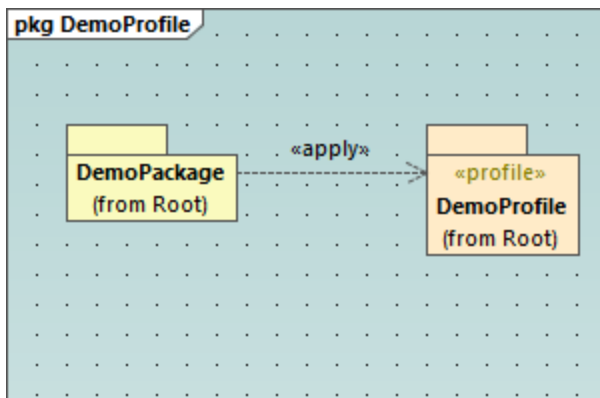 pkg DemoProfile
«apply»
DemoPackage
(from Root)
«profile»
DemoProfile
(from Root)